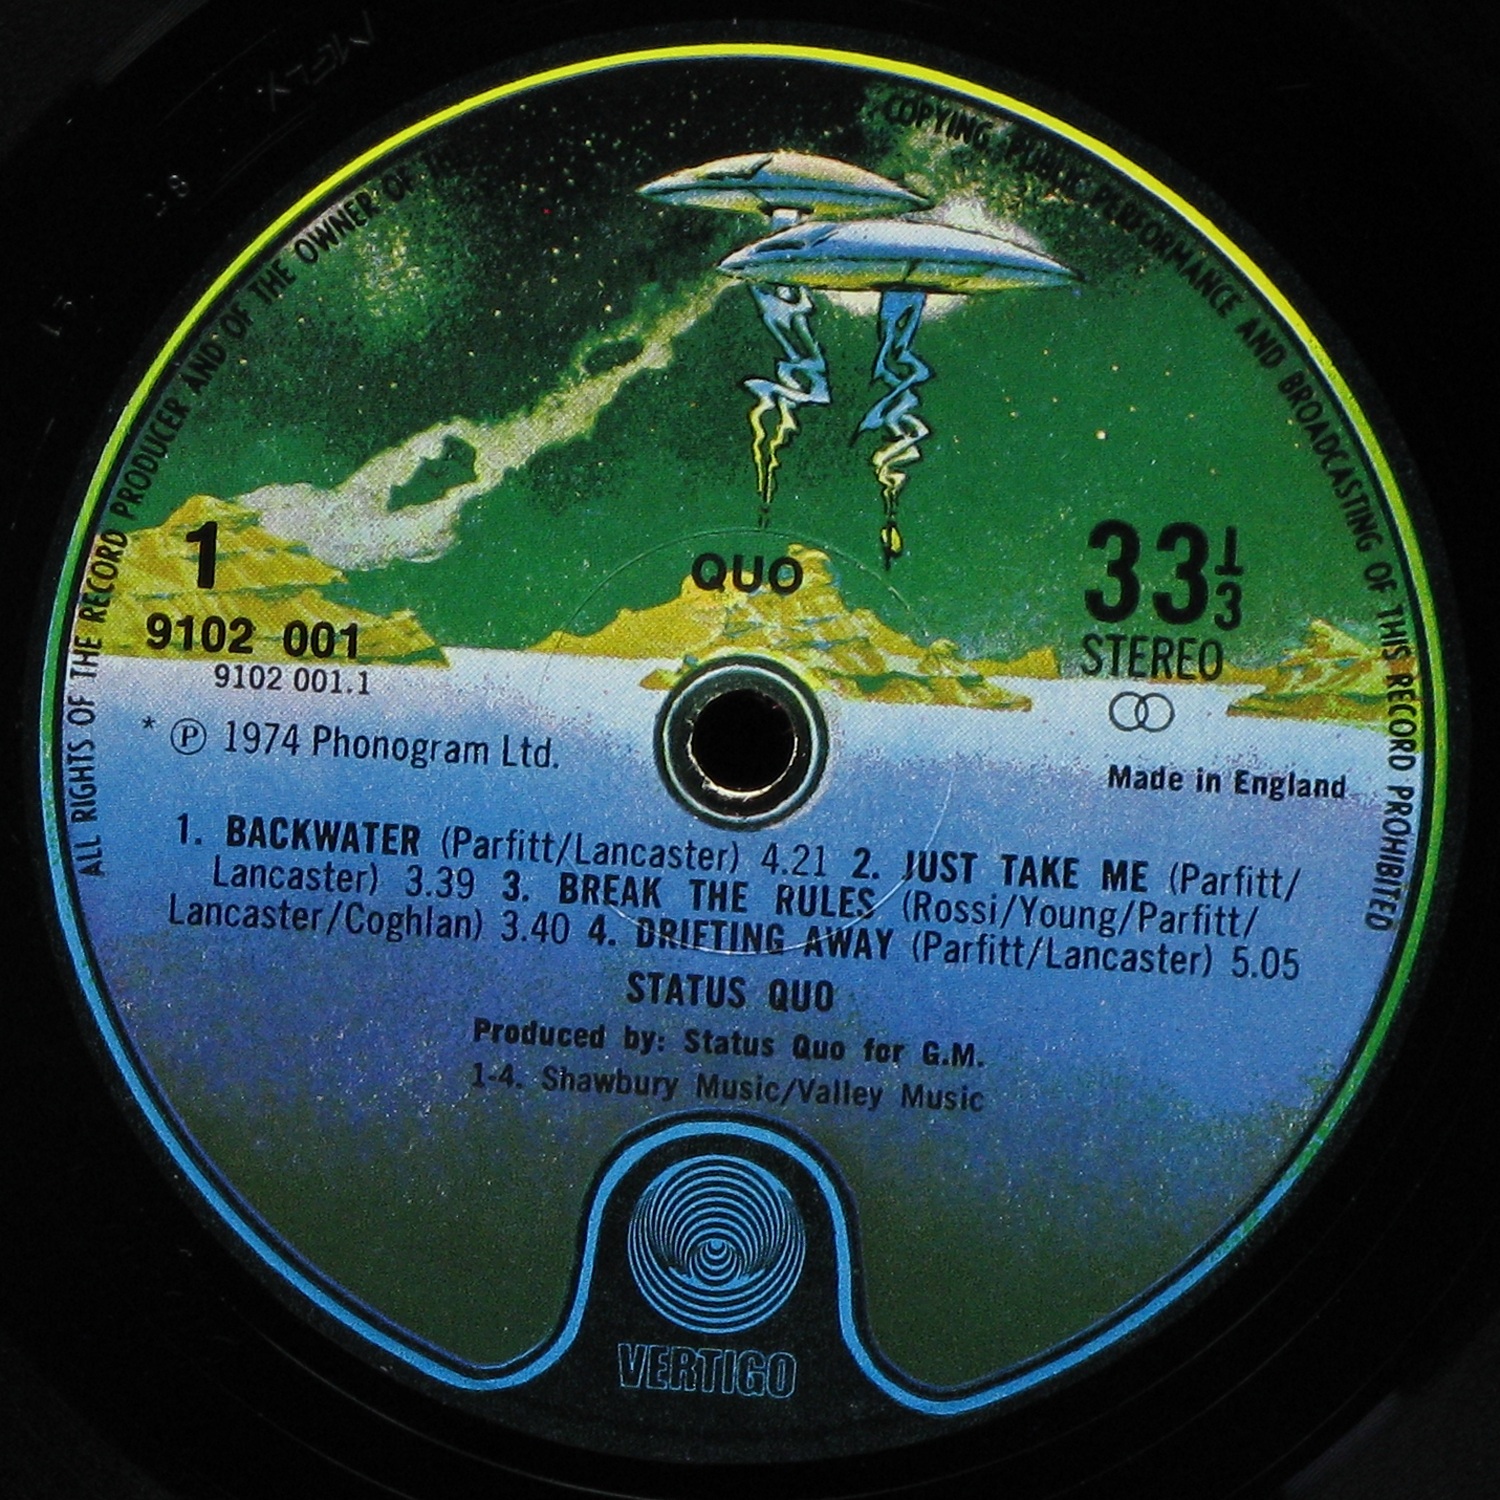 ALL RIGHTS OF THE RECORD PRODUCER AND OF THE OWNER OF THE
COPYING, PUBLIC PERFORMANCE AND BROADCASTING OF THIS RECORD PROHIBITED
1
9102 001
9102 001.1
QUO
33⅓
STEREO
* Ⓟ 1974 Phonogram Ltd.
Made in England
1. BACKWATER (Parfitt/Lancaster) 4.21 2. JUST TAKE ME (Parfitt/
Lancaster) 3.39 3. BREAK THE RULES (Rossi/Young/Parfitt/
Lancaster/Coghlan) 3.40 4. DRIFTING AWAY (Parfitt/Lancaster) 5.05
STATUS QUO
Produced by: Status Quo for G.M.
1-4. Shawbury Music/Valley Music
VERTIGO